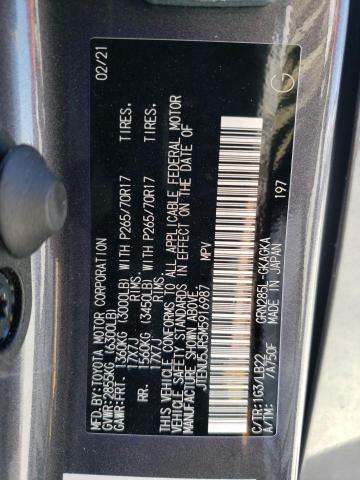 MFD.BY:TOYOTA MOTOR CORPORATION 02/21
GVWR:2855KG (6300LB)
GAWR:FRT. 1360KG (3000LB) WITH P265/70R17 TIRES.
17X7J RIMS.
RR. 1560KG (3450LB) WITH P265/70R17 TIRES.
17X7J RIMS.
THIS VEHICLE CONFORMS TO ALL APPLICABLE FEDERAL MOTOR
VEHICLE SAFETY STANDARDS IN EFFECT ON THE DATE OF
MANUFACTURE SHOWN ABOVE.
JTENU5JR5M5916987 MPV
197
C/TR:1G3/LB22 GRN285L-GKAGKA
A/TM: /A750F MADE IN JAPAN
G